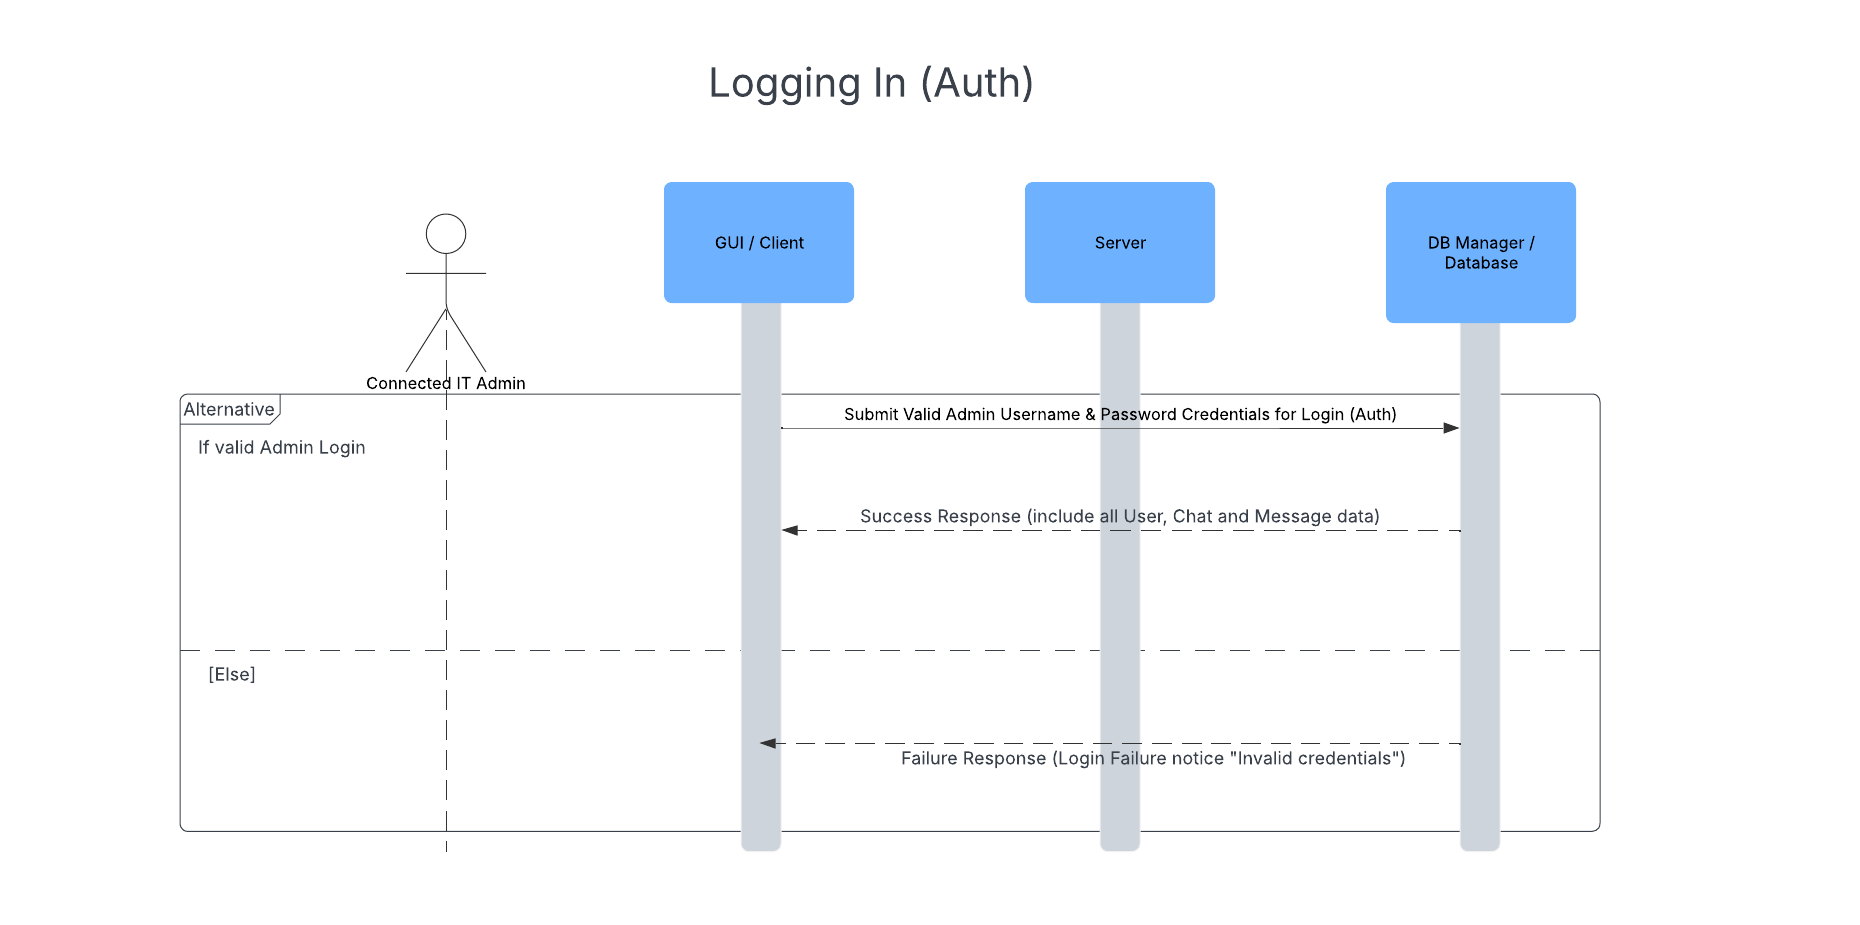 Logging In (Auth)
GUI / Client
Server
DB Manager /
Database
Connected IT Admin
Alternative
Submit Valid Admin Username & Password Credentials for Login (Auth)
If valid Admin Login
Success Response (include all User, Chat and Message data)
[Else]
Failure Response (Login Failure notice "Invalid credentials")